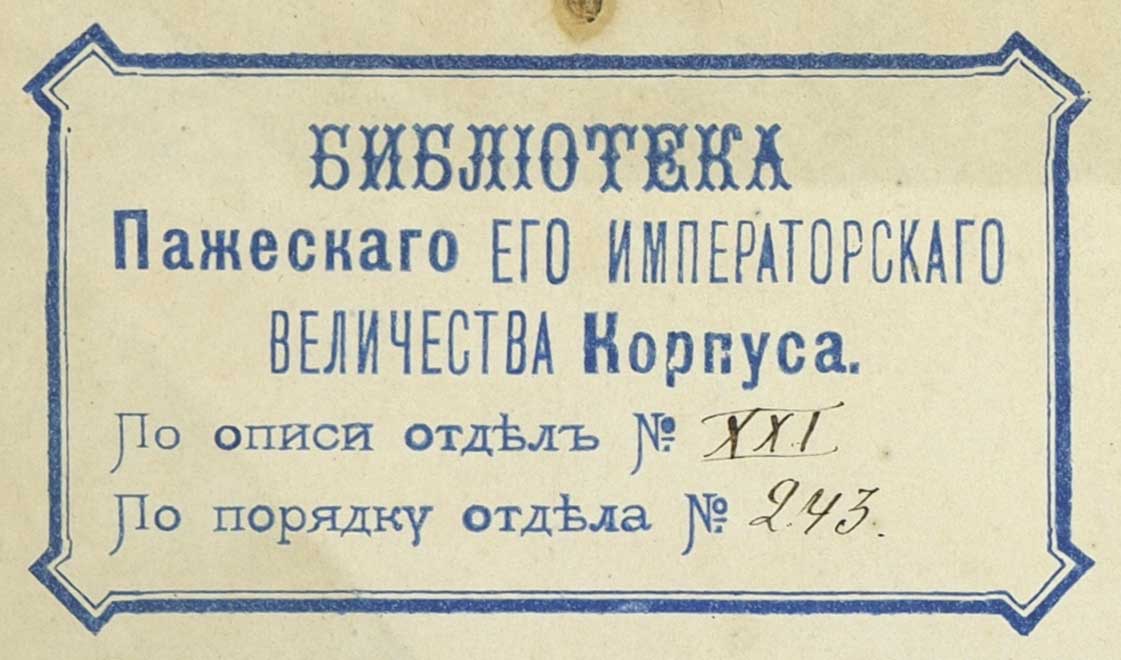 БИБЛІОТЕКА
Пажескаго ЕГО ИМПЕРАТОРСКАГО
ВЕЛИЧЕСТВА Корпуса.
По описи отдѣлъ № XXI
По порядку отдѣла № 243.